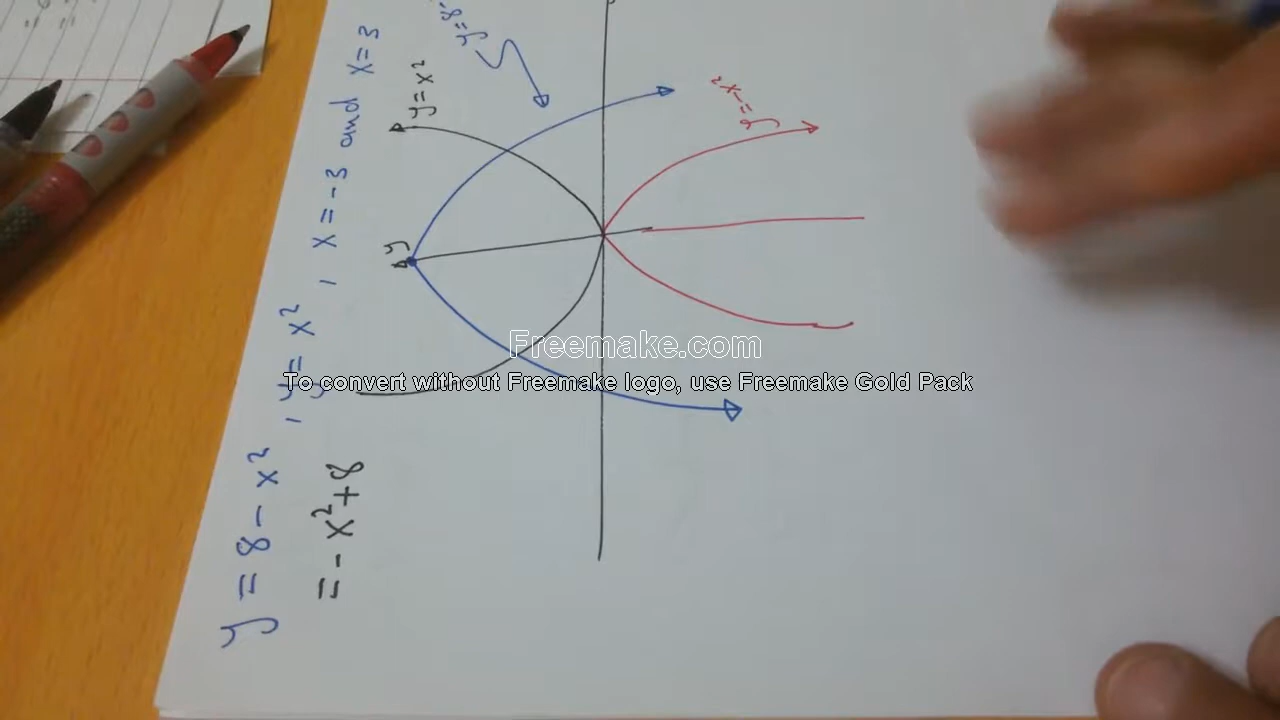 y = 8 - x² , y = x² , x = -3 and x = 3
= -x² + 8
y
y = x²
y = 8-
y = -x²
Freemake.com
To convert without Freemake logo, use Freemake Gold Pack